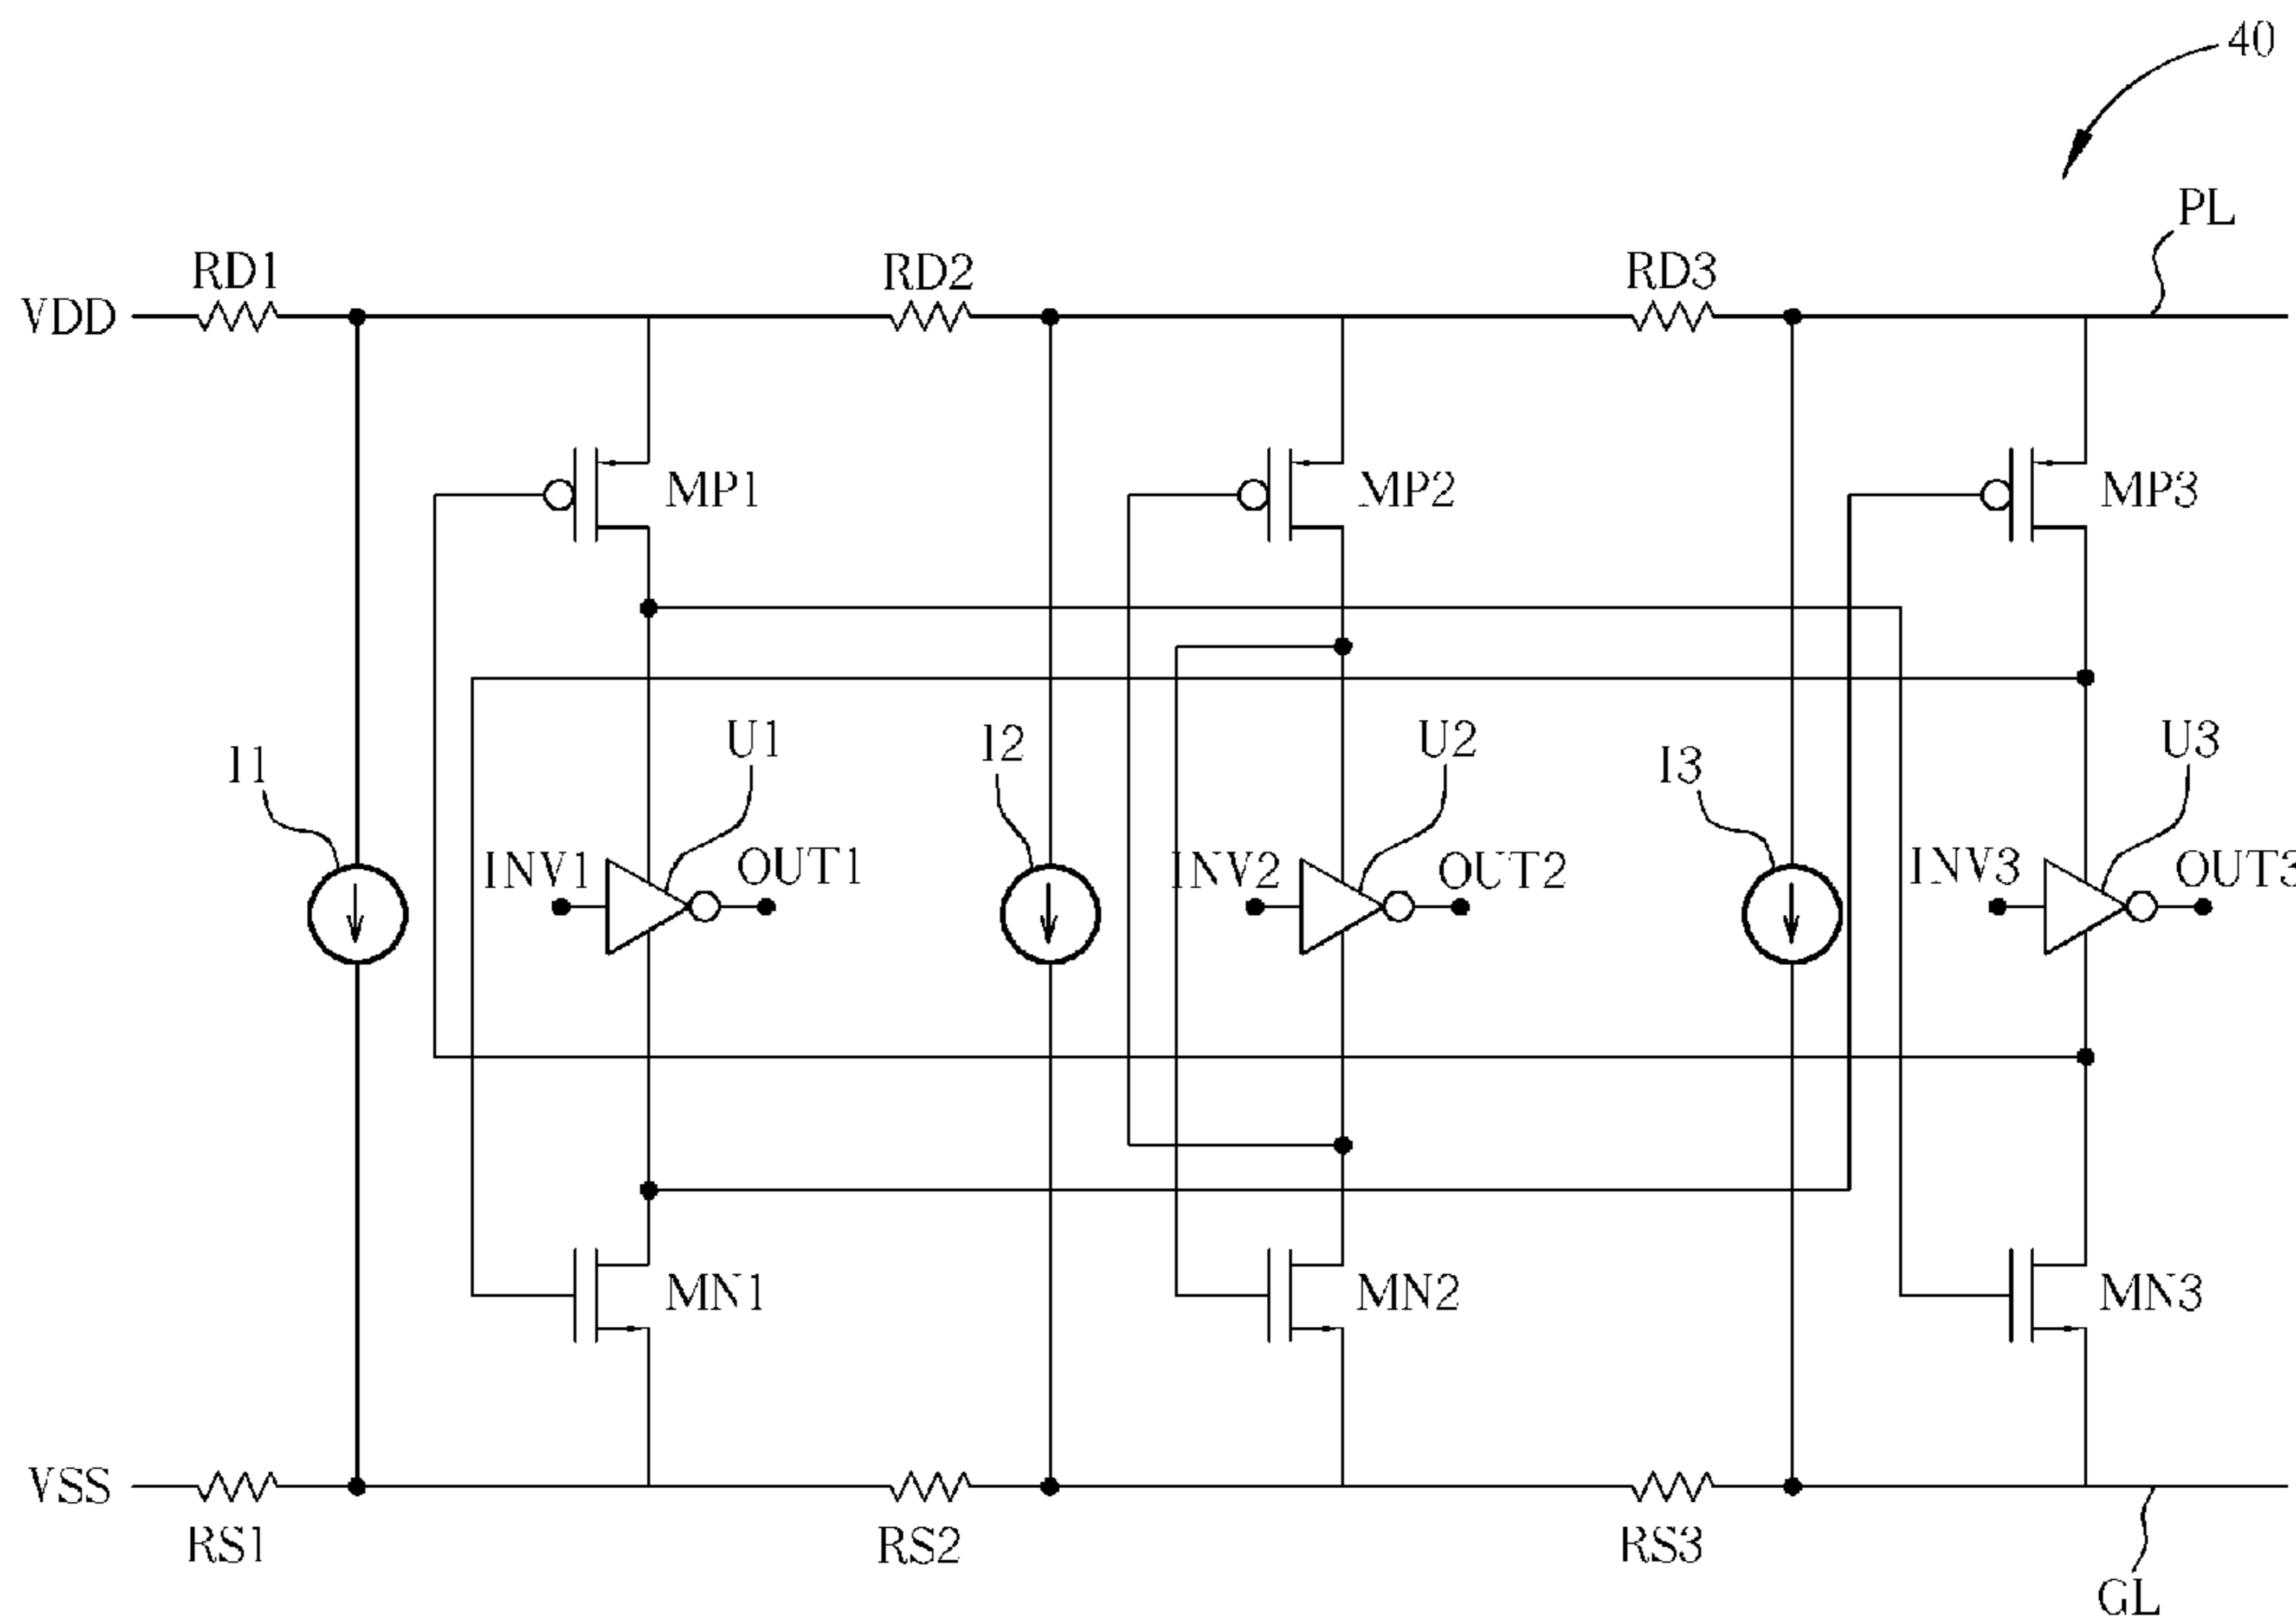 40
PL
RD1
RD2
RD3
VDD
MP1
MP2
MP3
U1
I2
U2
U3
I1
I3
INV1
OUT1
INV2
OUT2
INV3
OUT3
MN1
MN2
MN3
VSS
RS1
RS2
RS3
GL